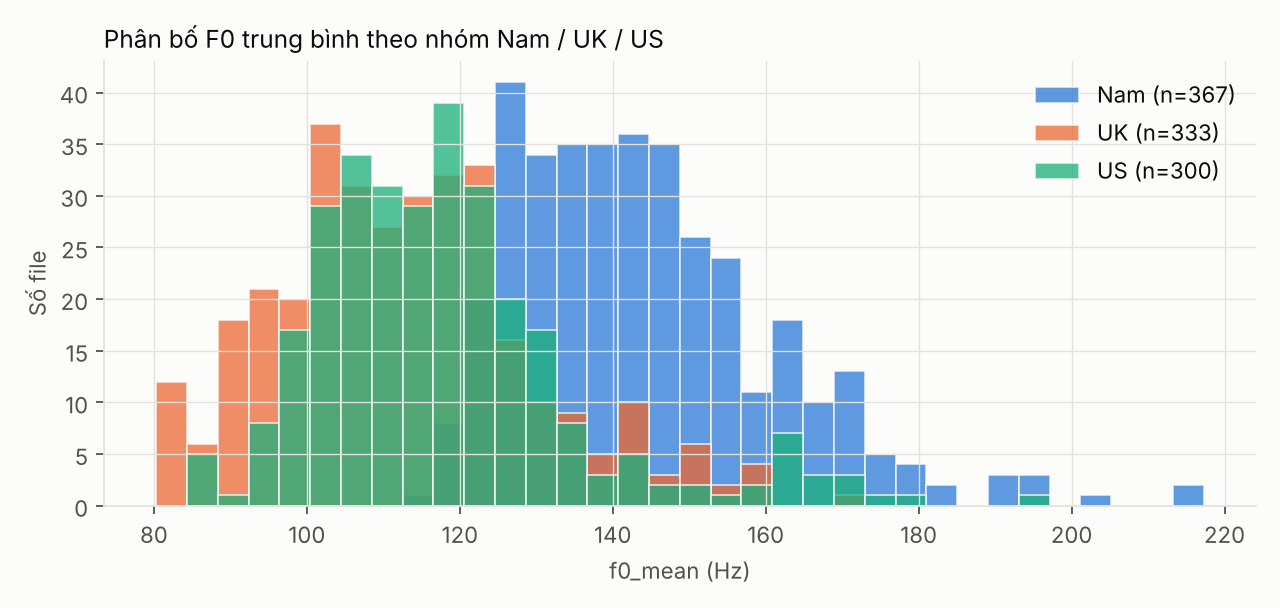 Phân bố F0 trung bình theo nhóm Nam / UK / US
Số file
40
35
30
25
20
15
10
5
0
Nam (n=367)
UK (n=333)
US (n=300)
80 100 120 140 160 180 200 220
f0_mean (Hz)